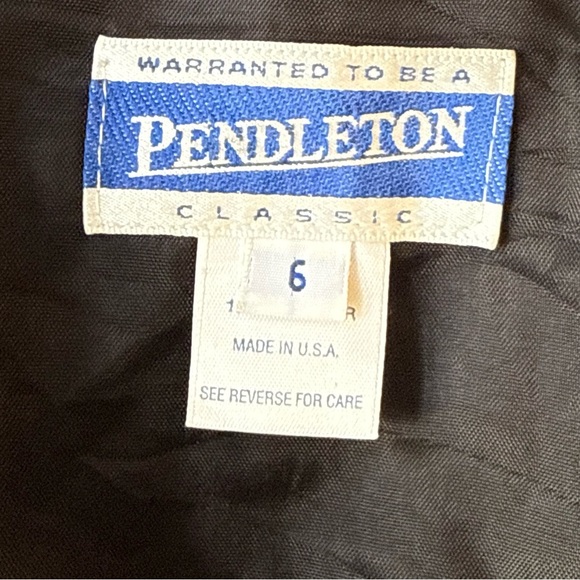 WARRANTED TO BE A
PENDLETON
CLASSIC
6
MADE IN U.S.A.
SEE REVERSE FOR CARE